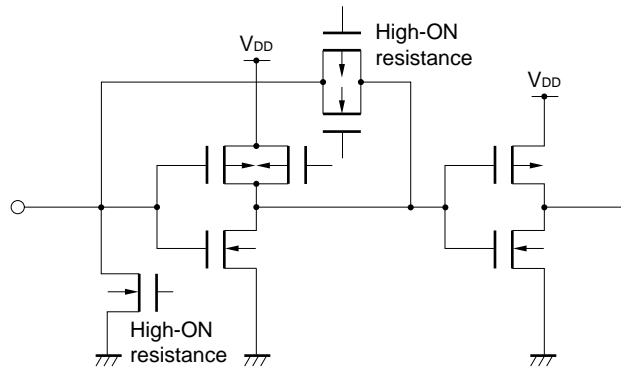 High-ON
resistance
VDD
VDD
High-ON
resistance